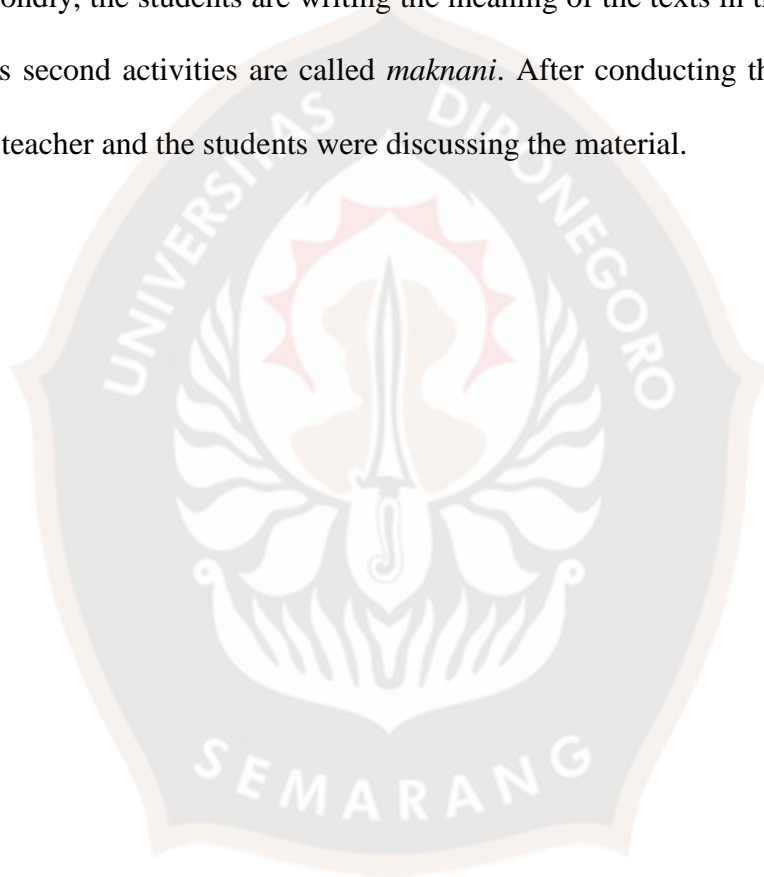 ondly, the students are writing the meaning of the texts in t
s second activities are called maknani. After conducting th
teacher and the students were discussing the material.
UNIVERSITAS DIPONEGORO
SEMARANG